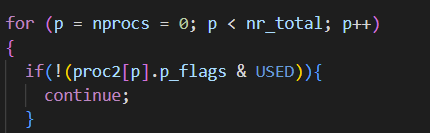 for (p = nprocs = 0; p < nr_total; p++)
{
if(!(proc2[p].p_flags & USED)){
continue;
}